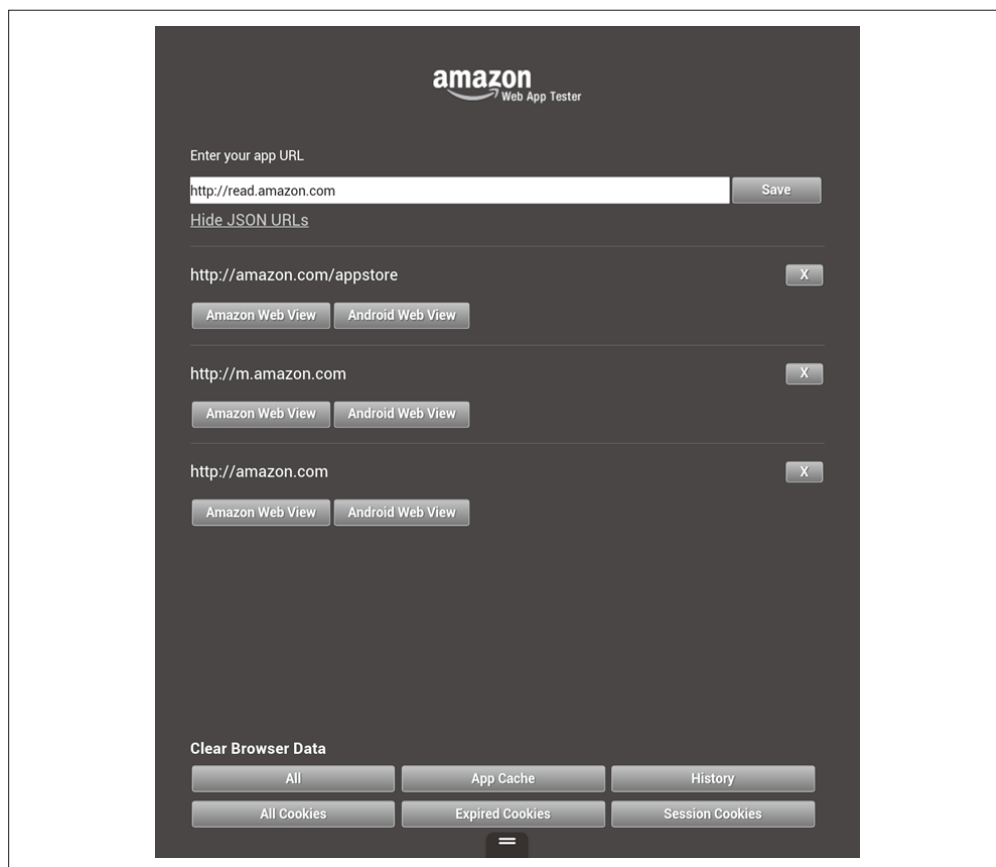 amazon
Web App Tester
Enter your app URL
http://read.amazon.com Save
Hide JSON URLs
http://amazon.com/appstore X
Amazon Web View Android Web View
http://m.amazon.com X
Amazon Web View Android Web View
http://amazon.com X
Amazon Web View Android Web View
Clear Browser Data
All App Cache History
All Cookies Expired Cookies Session Cookies